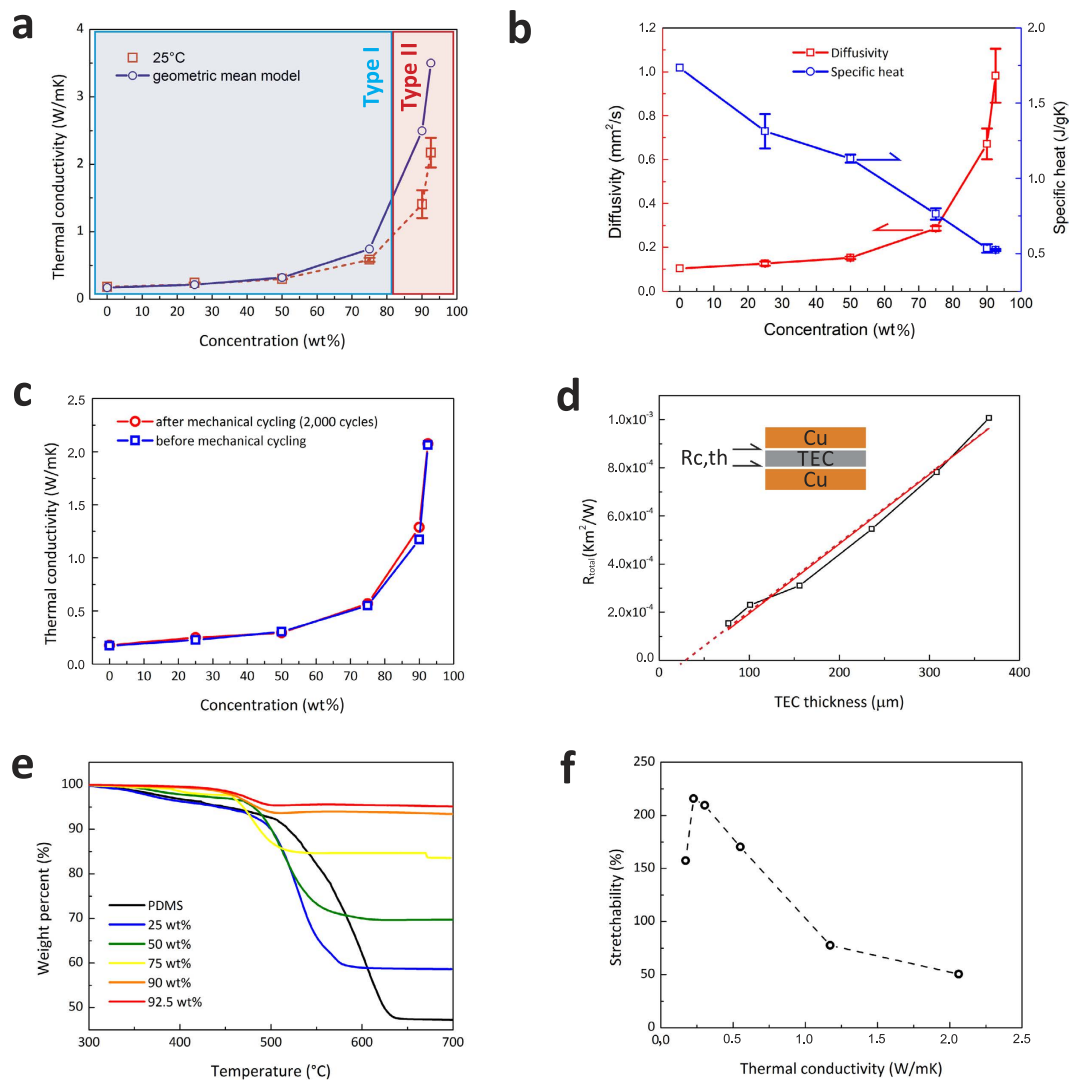 a
Thermal conductivity (W/mK)
4
3
2
1
0
25°C
geometric mean model
Type I
Type II
0 10 20 30 40 50 60 70 80 90 100
Concentration (wt%)
b
Diffusivity (mm²/s)
1.2
1.0
0.8
0.6
0.4
0.2
0.0
Diffusivity
Specific heat
2.0
1.5
1.0
0.5
Specific heat (J/gK)
0 10 20 30 40 50 60 70 80 90 100
Concentration (wt%)
c
Thermal conductivity (W/mK)
2.5
2.0
1.5
1.0
0.5
0.0
after mechanical cycling (2,000 cycles)
before mechanical cycling
0 10 20 30 40 50 60 70 80 90 100
Concentration (wt%)
d
R_total(Km²/W)
1.0x10⁻³
8.0x10⁻⁴
6.0x10⁻⁴
4.0x10⁻⁴
2.0x10⁻⁴
0.0
Cu
Rc,th
TEC
Cu
0 100 200 300 400
TEC thickness (μm)
e
Weight percent (%)
100
90
80
70
60
50
PDMS
25 wt%
50 wt%
75 wt%
90 wt%
92.5 wt%
300 400 500 600 700
Temperature (°C)
f
Stretchability (%)
250
200
150
100
50
0
0,0 0.5 1.0 1.5 2.0 2.5
Thermal conductivity (W/mK)